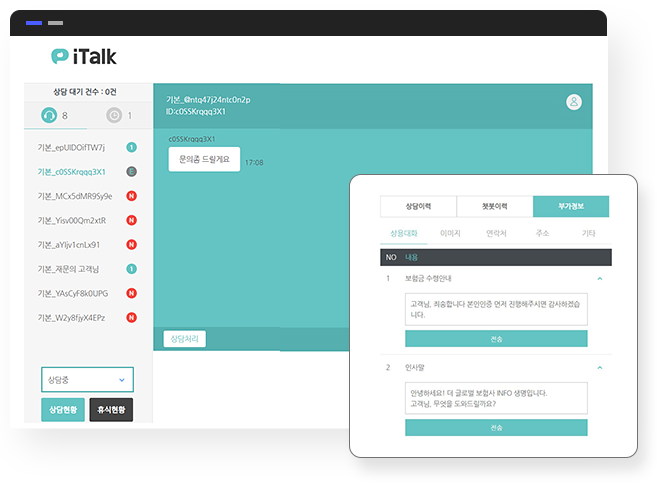 iTalk
상담 대기 건수 : 0건
8
1
기본_epUIDOifTW7j
1
기본_c0SSKrqqq3X1
E
기본_MCx5dMR9Sy9e
N
기본_Yisv00Qm2xtR
N
기본_aYljv1cnLx91
N
기본_재문의 고객님
1
기본_YAsCyF8k0UPG
N
기본_W2y8fjyX4EPz
N
상담중
상담현황
휴식현황
기본_@ntq47j24ntc0n2p
ID:c0SSKrqqq3X1
c0SSKrqqq3X1
문의좀 드릴게요
17:08
상담처리
상담이력
챗봇이력
부가정보
상용대화
이미지
연락처
주소
기타
NO
내용
1
보험금 수령안내
고객님, 죄송합니다 본인인증 먼저 진행해주시면 감사하겠습
니다.
전송
2
인사말
안녕하세요! 더 글로벌 보험사 INFO 생명입니다.
고객님, 무엇을 도와드릴까요?
전송